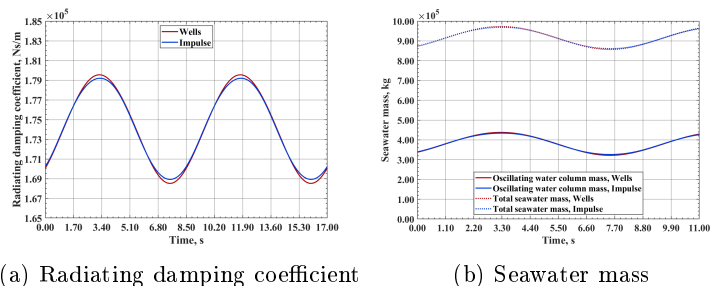 ×10⁵
1.85
1.83
1.81
1.79
1.77
1.75
1.73
1.71
1.69
1.67
1.65
Radiating damping coefficient, Ns/m
Wells
Impulse
0.00 1.70 3.40 5.10 6.80 8.50 10.20 11.90 13.60 15.30 17.00
Time, s
(a) Radiating damping coefficient
×10⁵
10.00
9.00
8.00
7.00
6.00
5.00
4.00
3.00
2.00
1.00
0.00
Seawater mass, kg
Oscillating water column mass, Wells
Oscillating water column mass, Impulse
Total seawater mass, Wells
Total seawater mass, Impulse
0.00 1.10 2.20 3.30 4.40 5.50 6.60 7.70 8.80 9.90 11.00
Time, s
(b) Seawater mass